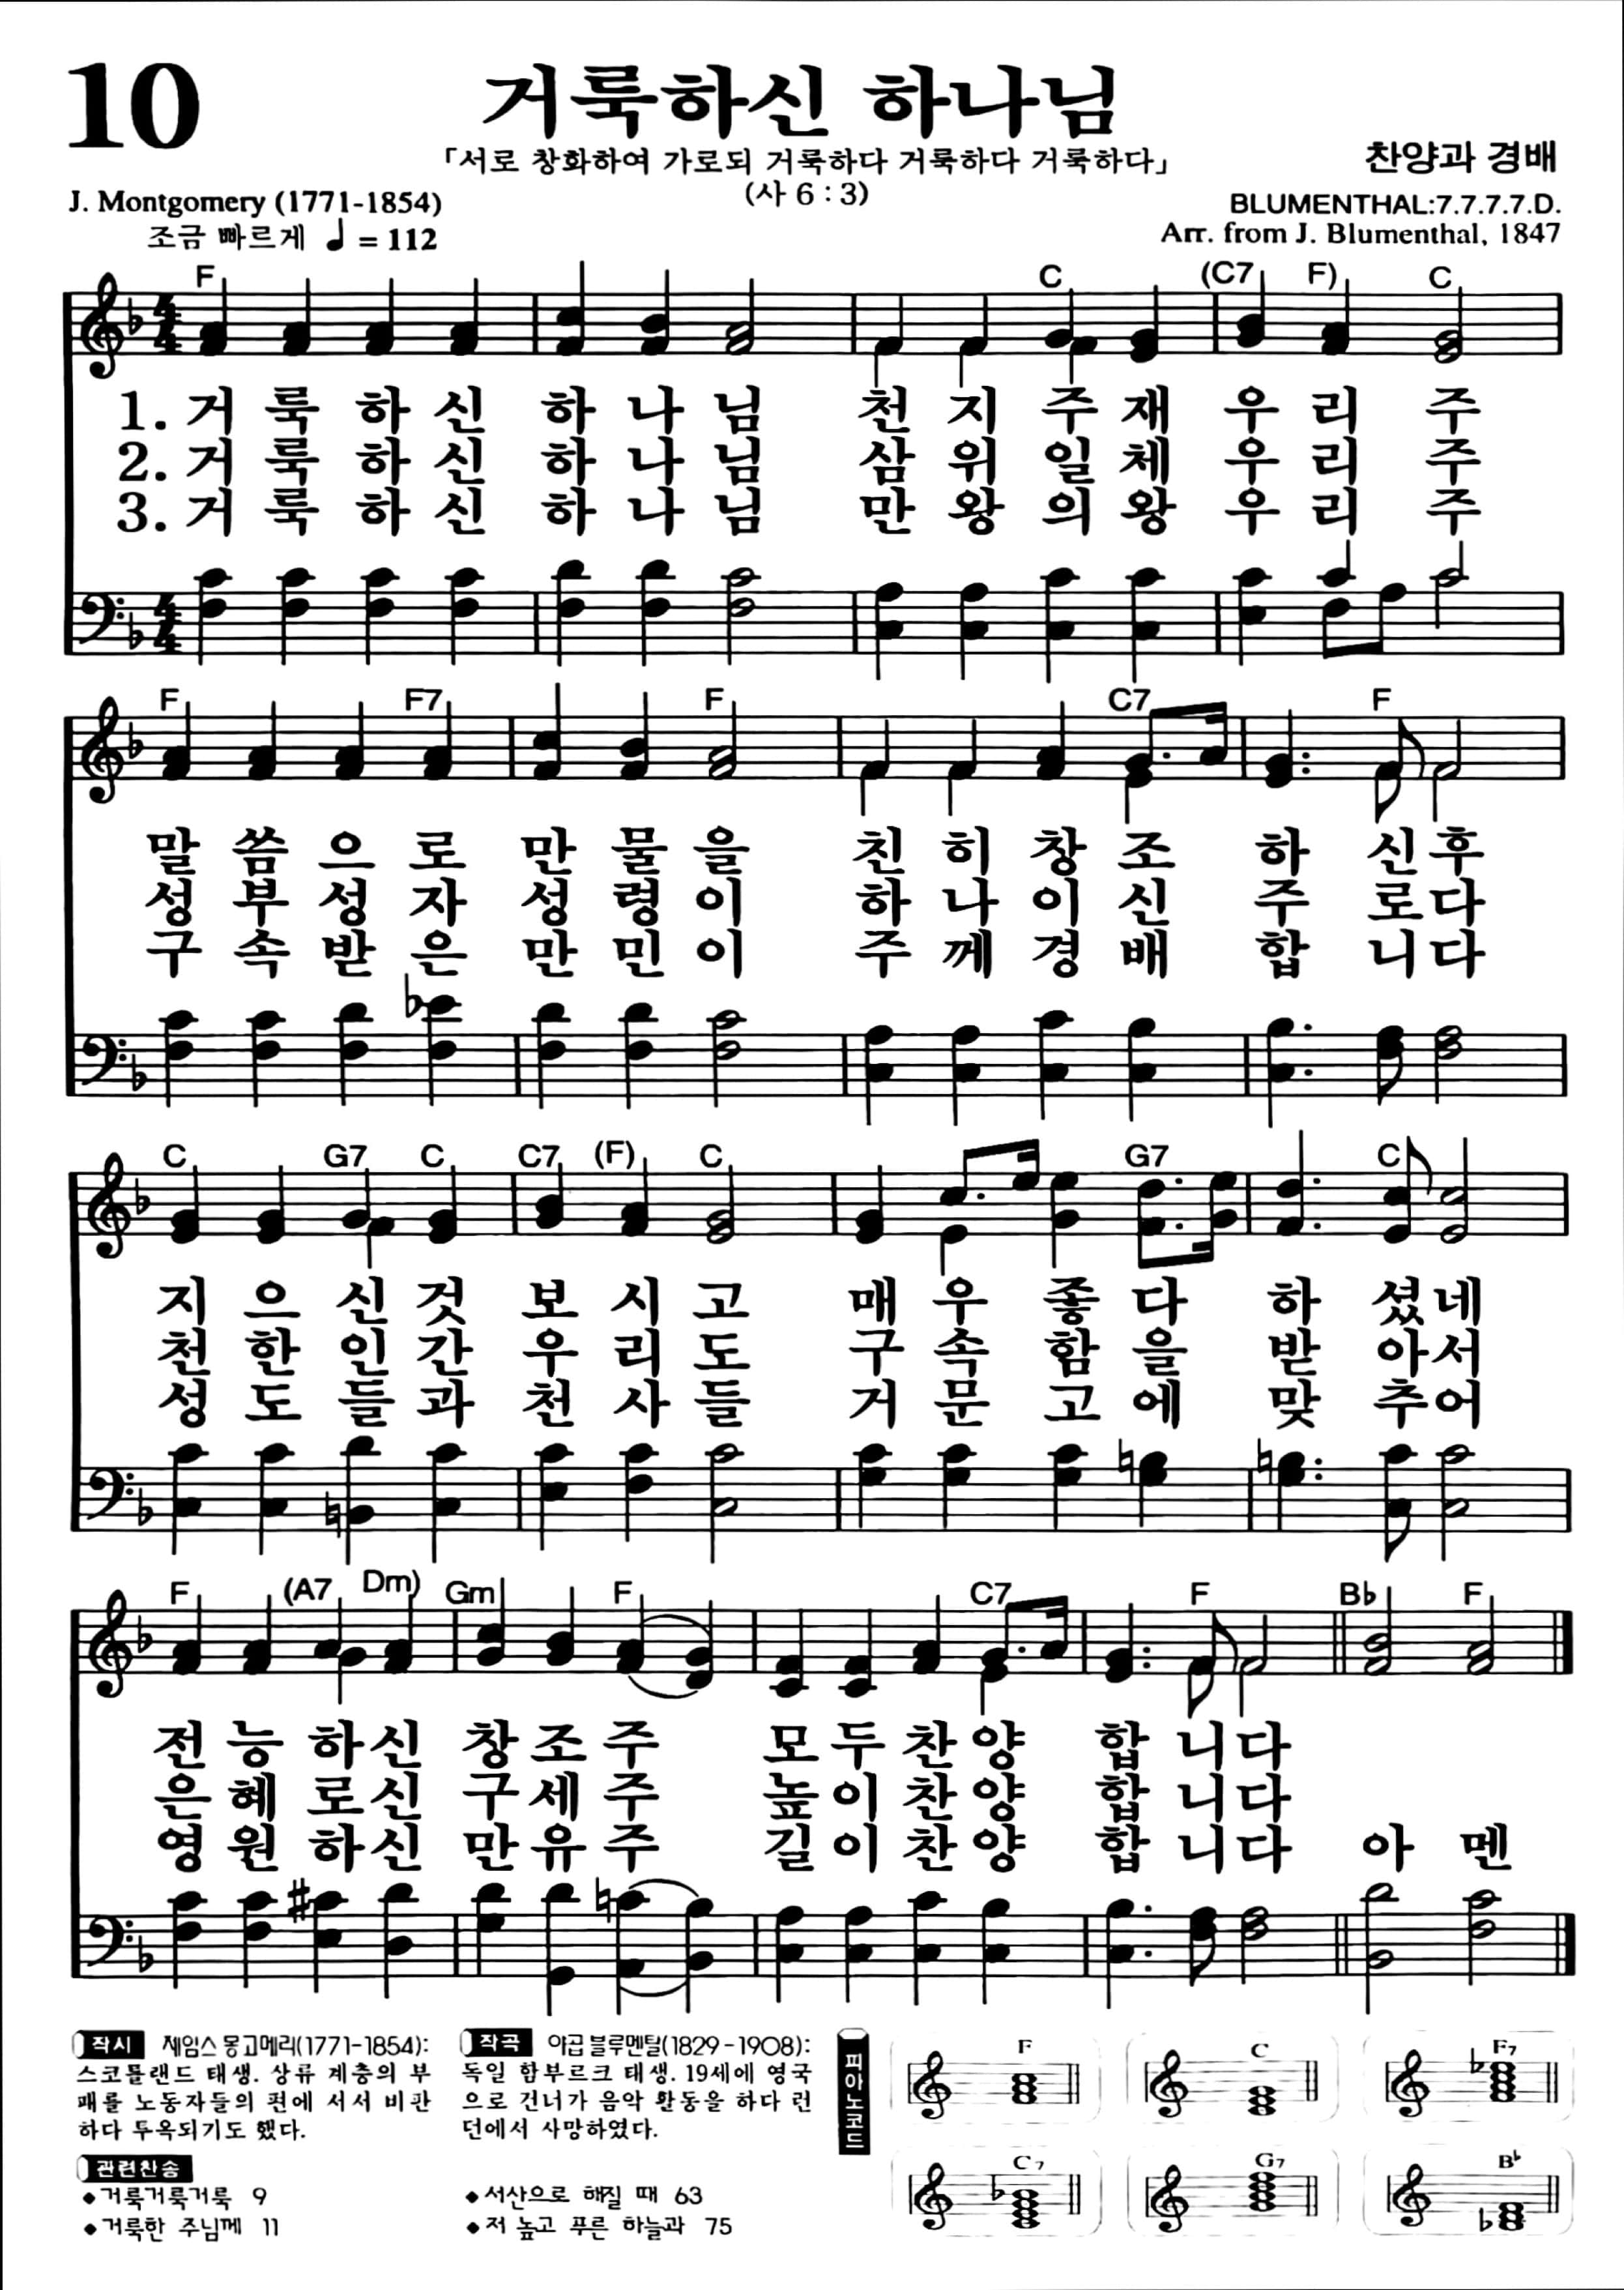 10
거룩하신 하나님
「서로 창화하여 가로되 거룩하다 거룩하다 거룩하다」
(사 6 : 3)
찬양과 경배
J. Montgomery (1771-1854)
조금 빠르게 ♩ = 112
BLUMENTHAL:7.7.7.7.D.
Arr. from J. Blumenthal, 1847
F C (C7 F) C
1. 거 룩 하 신 하 나 님 천 지 주 재 우 리 주
2. 거 룩 하 신 하 나 님 삼 위 일 체 우 리 주
3. 거 룩 하 신 하 나 님 만 왕 의 왕 우 리 주
F F7 F C7 F
말 씀 으 로 만 물 을 친 히 창 조 하 신 후
성 부 성 자 성 령 이 하 나 이 신 주 로 다
구 속 받 은 만 민 이 주 께 경 배 합 니 다
C G7 C C7 (F) C G7 C
지 으 신 것 보 시 고 매 우 좋 다 하 셨 네
천 한 인 간 우 리 도 구 속 함 을 받 아 서
성 도 들 과 천 사 들 거 문 고 에 맞 추 어
F (A7 Dm) Gm F C7 F B♭ F
전 능 하 신 창 조 주 모 두 찬 양 합 니 다
은 혜 로 신 구 세 주 높 이 찬 양 합 니 다
영 원 하 신 만 유 주 길 이 찬 양 합 니 다 아 멘
작시 제임스 몽고메리(1771-1854):
스코틀랜드 태생. 상류 계층의 부
패를 노동자들의 편에 서서 비판
하다 투옥되기도 했다.
작곡 야곱 블루멘틸(1829-1908):
독일 함부르크 태생. 19세에 영국
으로 건너가 음악 활동을 하다 런
던에서 사망하였다.
관련찬송
◆거룩거룩거룩 9
◆거룩한 주님께 11
◆서산으로 해질 때 63
◆저 높고 푸른 하늘과 75
피아노코드
F C F7
C7 G7 B♭